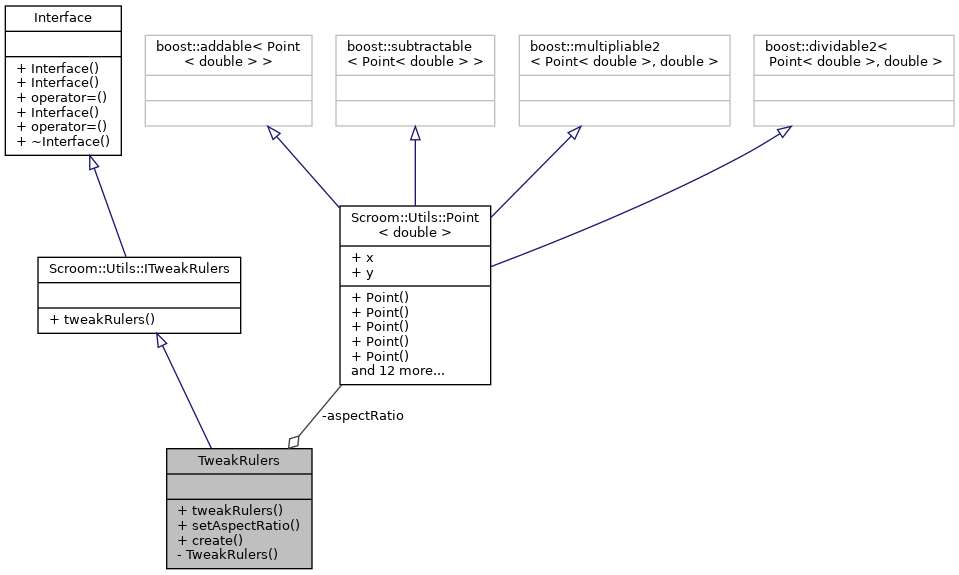 Interface
+ Interface()
+ Interface()
+ operator=()
+ Interface()
+ operator=()
+ ~Interface()
boost::addable< Point
< double > >
boost::subtractable
< Point< double > >
boost::multipliable2
< Point< double >, double >
boost::dividable2<
Point< double >, double >
Scroom::Utils::Point
< double >
+ x
+ y
+ Point()
+ Point()
+ Point()
+ Point()
+ Point()
and 12 more...
Scroom::Utils::ITweakRulers
+ tweakRulers()
-aspectRatio
TweakRulers
+ tweakRulers()
+ setAspectRatio()
+ create()
- TweakRulers()